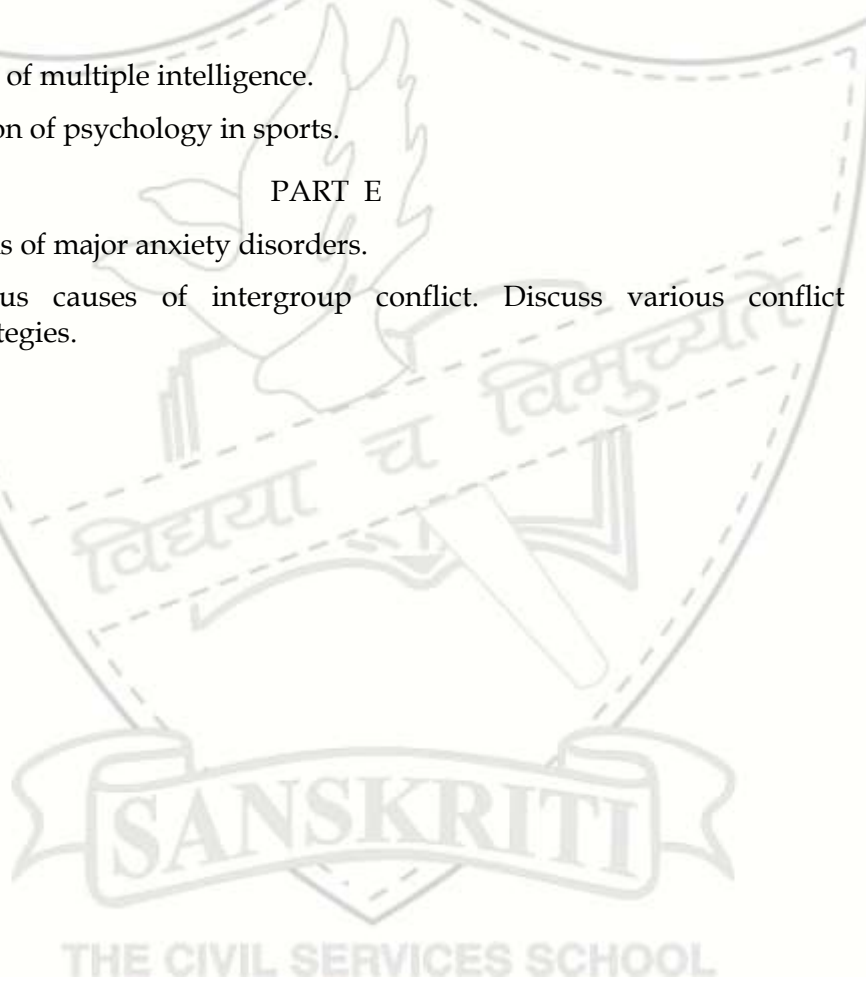 of multiple intelligence.
on of psychology in sports.
PART E
s of major anxiety disorders.
us causes of intergroup conflict. Discuss various conflict
tegies.
विद्यया च विमुच्यते
SANSKRITI
THE CIVIL SERVICES SCHOOL